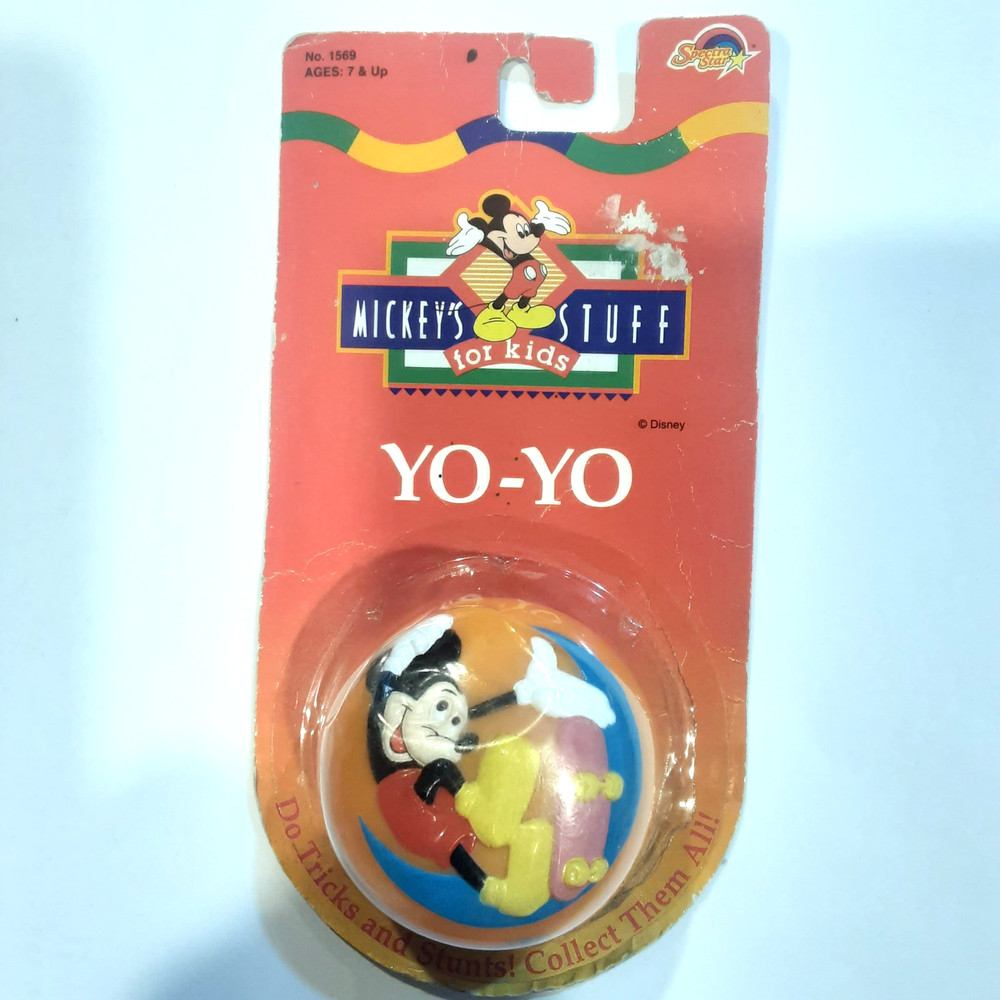 No. 1569
AGES: 7 & Up
Spectra
Star
MICKEY'S STUFF
for kids
© Disney
YO-YO
Do Tricks and Stunts! Collect Them All!